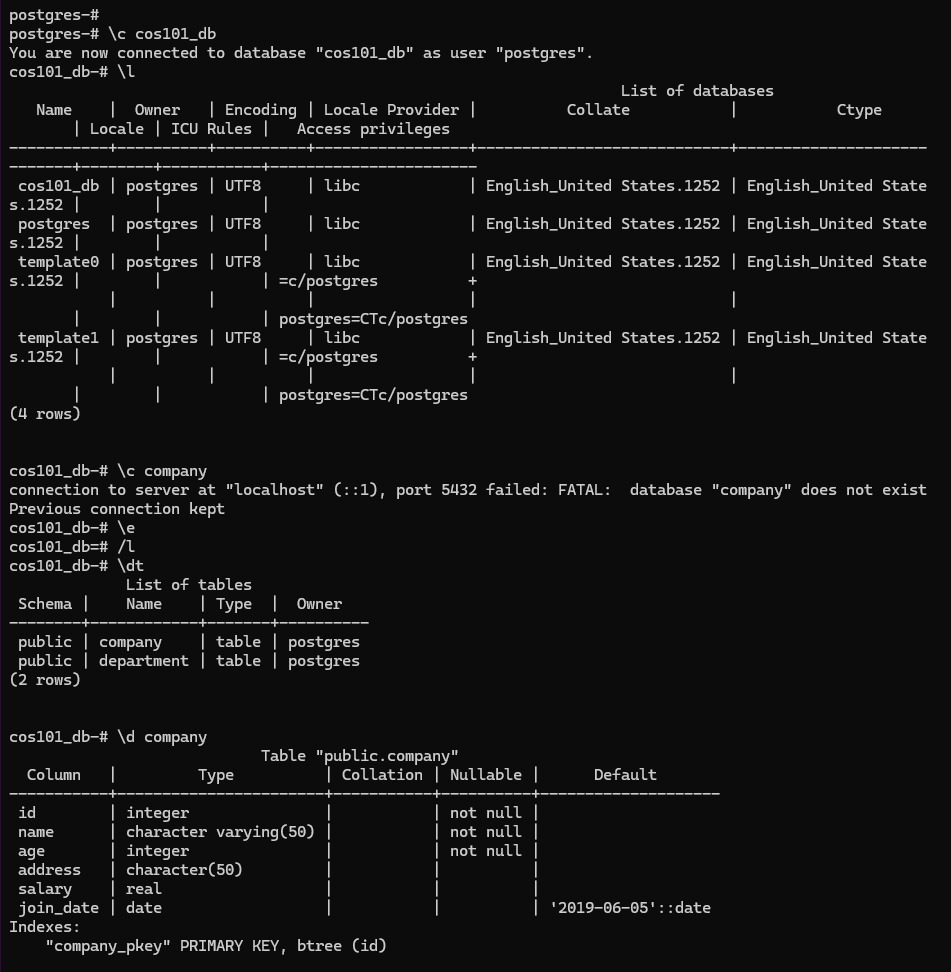 postgres-#
postgres-# \c cos101_db
You are now connected to database "cos101_db" as user "postgres".
cos101_db-# \l
                                                                    List of databases
   Name    |  Owner   | Encoding | Locale Provider |          Collate           |           Ctype
       | Locale | ICU Rules |   Access privileges
-----------+----------+----------+-----------------+----------------------------+---------------------
-------+--------+-----------+-----------------------
 cos101_db | postgres | UTF8     | libc            | English_United States.1252 | English_United State
s.1252 |        |           |
 postgres  | postgres | UTF8     | libc            | English_United States.1252 | English_United State
s.1252 |        |           |
 template0 | postgres | UTF8     | libc            | English_United States.1252 | English_United State
s.1252 |        |           | =c/postgres          +
           |          |          |                 |                            |
       |        |           | postgres=CTc/postgres
 template1 | postgres | UTF8     | libc            | English_United States.1252 | English_United State
s.1252 |        |           | =c/postgres          +
           |          |          |                 |                            |
       |        |           | postgres=CTc/postgres
(4 rows)

cos101_db-# \c company
connection to server at "localhost" (::1), port 5432 failed: FATAL:  database "company" does not exist
Previous connection kept
cos101_db-# \e
cos101_db=# /l
cos101_db-# \dt
             List of tables
 Schema |    Name    | Type  |  Owner
--------+------------+-------+----------
 public | company    | table | postgres
 public | department | table | postgres
(2 rows)

cos101_db-# \d company
                            Table "public.company"
  Column   |         Type          | Collation | Nullable |      Default
-----------+-----------------------+-----------+----------+--------------------
 id        | integer               |           | not null |
 name      | character varying(50) |           | not null |
 age       | integer               |           | not null |
 address   | character(50)         |           |          |
 salary    | real                  |           |          |
 join_date | date                  |           |          | '2019-06-05'::date
Indexes:
    "company_pkey" PRIMARY KEY, btree (id)